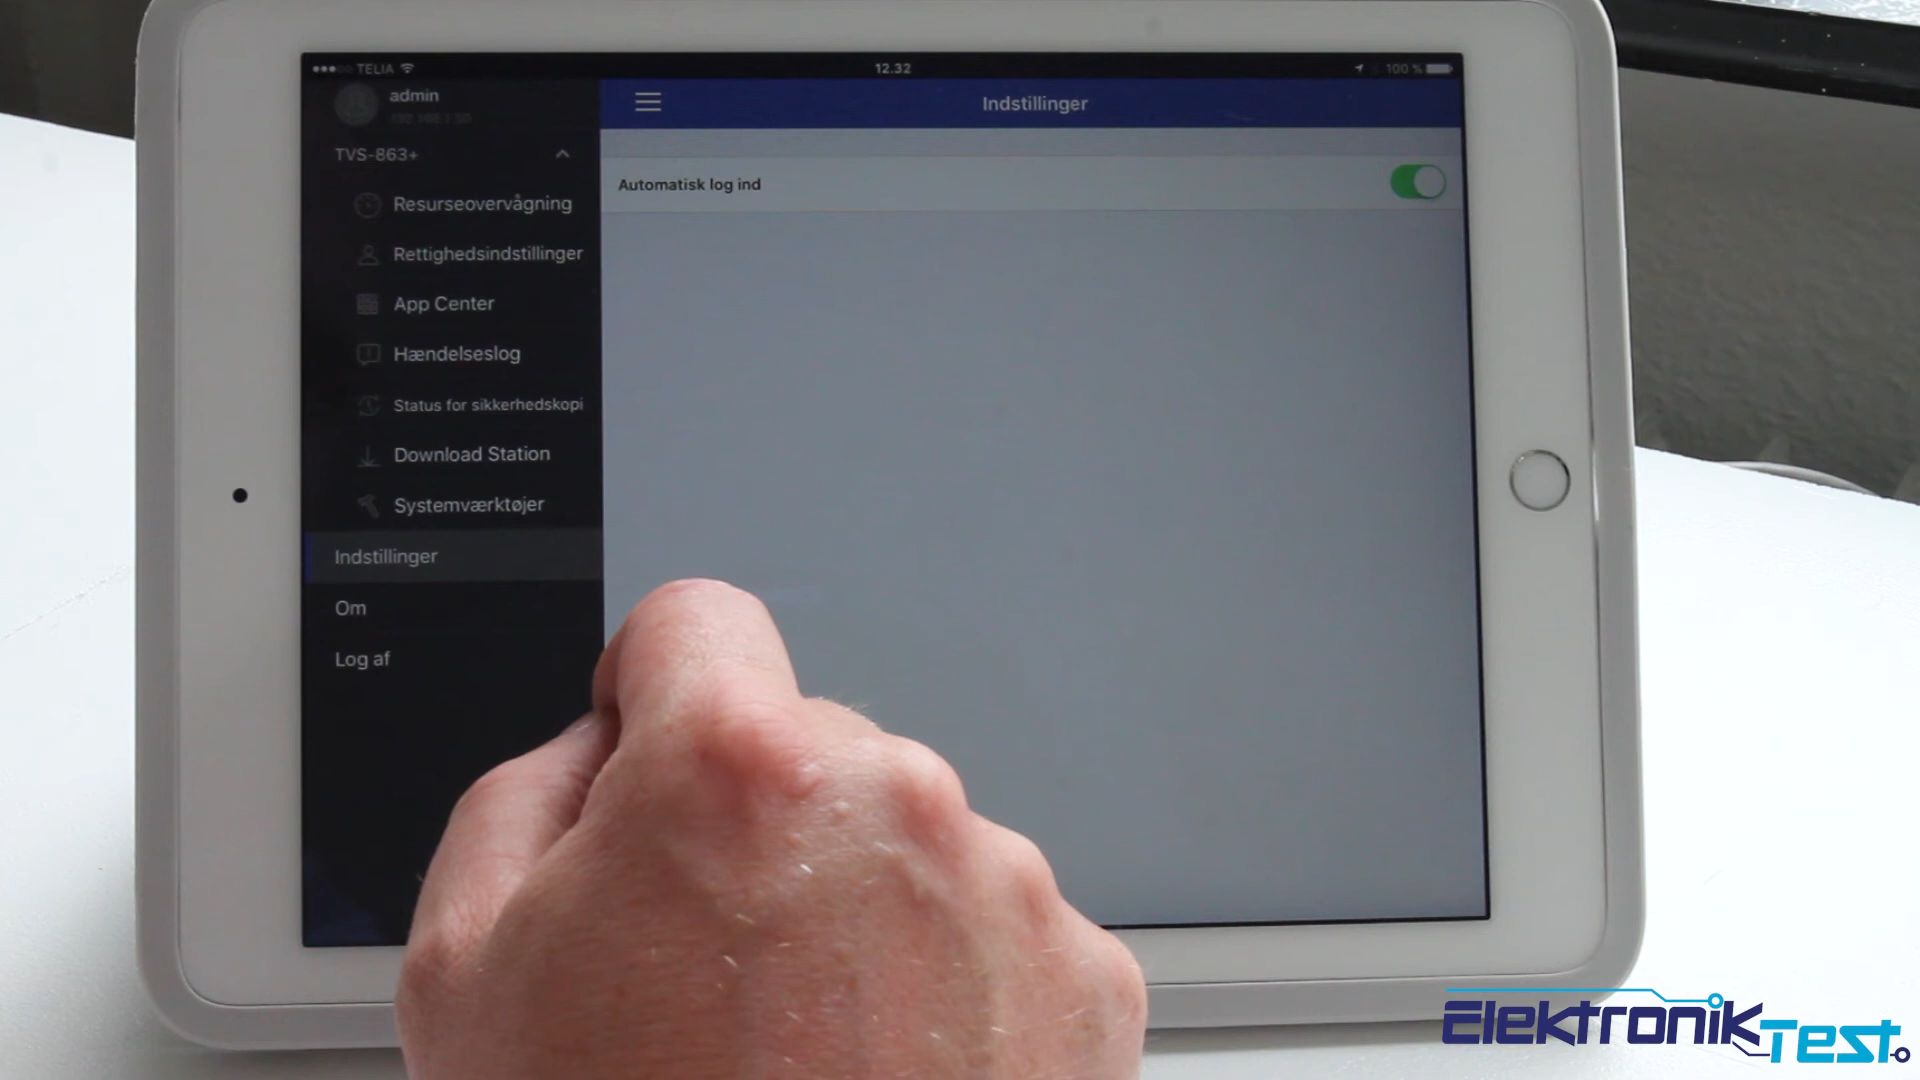 TELIA
12.32
100 %
admin
Indstillinger
TVS-863+
Automatisk log ind
Resurseovervågning
Rettighedsindstillinger
App Center
Hændelseslog
Status for sikkerhedskopi
Download Station
Systemværktøjer
Indstillinger
Om
Log af
ElektronikTest